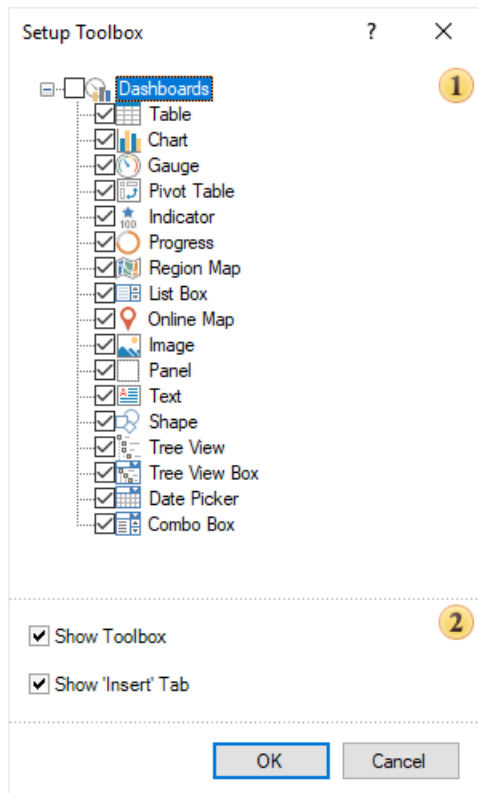 Setup Toolbox ?
Dashboards 1
Table
Chart
Gauge
Pivot Table
100 Indicator
Progress
Region Map
List Box
Online Map
Image
Panel
A Text
Shape
Tree View
Tree View Box
Date Picker
Combo Box
Show Toolbox 2
Show 'Insert' Tab
OK Cancel